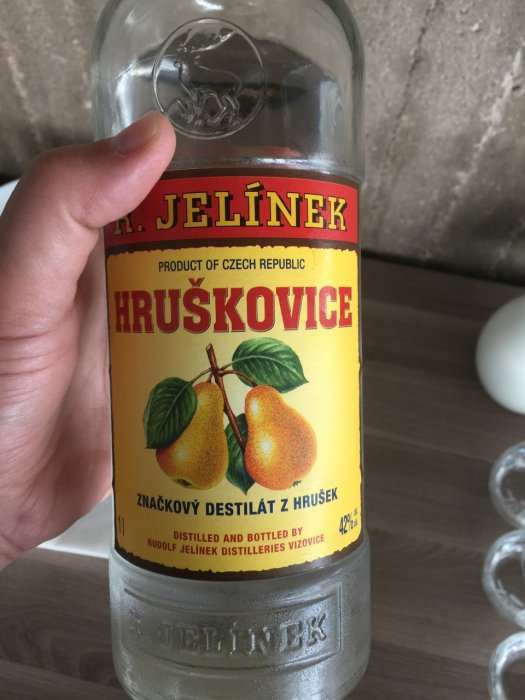 R. JELÍNEK
PRODUCT OF CZECH REPUBLIC
HRUŠKOVICE
ZNAČKOVÝ DESTILÁT Z HRUŠEK
1l
42%
DISTILLED AND BOTTLED BY
RUDOLF JELÍNEK DISTILLERIES VIZOVICE
R. JELÍNEK